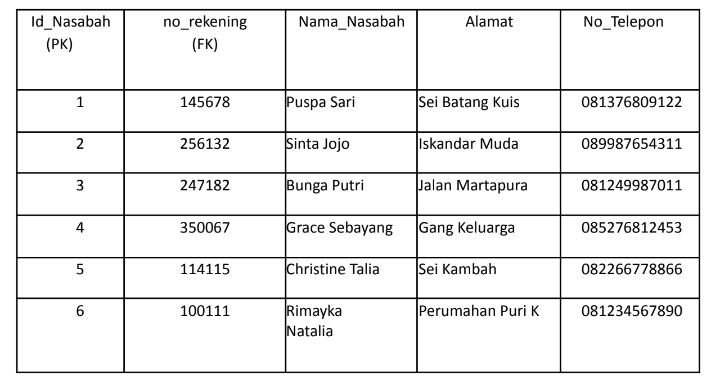 Id_Nasabah no_rekening Nama_Nasabah Alamat No_Telepon
(PK) (FK)
1 145678 Puspa Sari Sei Batang Kuis 081376809122
2 256132 Sinta Jojo Iskandar Muda 089987654311
3 247182 Bunga Putri Jalan Martapura 081249987011
4 350067 Grace Sebayang Gang Keluarga 085276812453
5 114115 Christine Talia Sei Kambah 082266778866
6 100111 Rimayka Perumahan Puri K 081234567890
Natalia